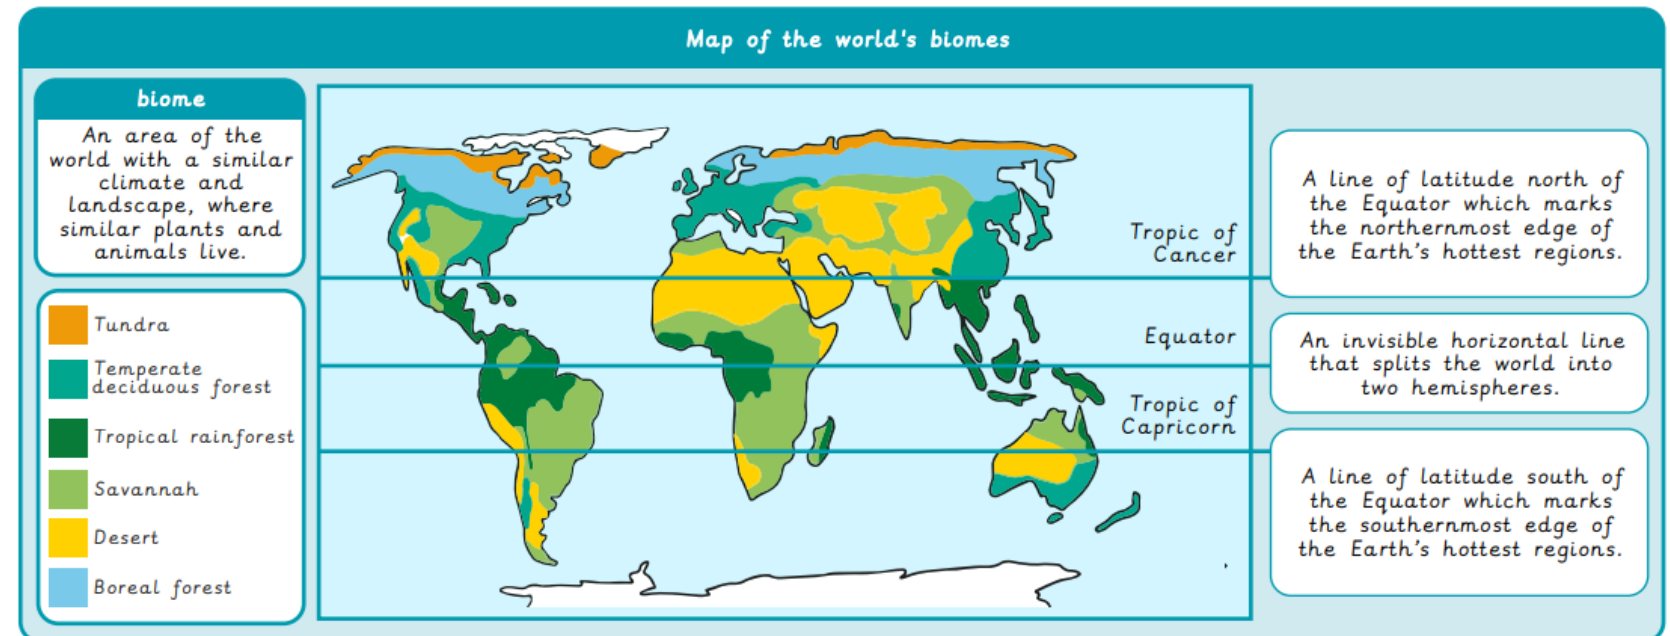 Map of the world's biomes
biome
An area of the
world with a similar
climate and
landscape, where
similar plants and
animals live.
Tundra
Temperate
deciduous forest
Tropical rainforest
Savannah
Desert
Boreal forest
Tropic of
Cancer
Equator
Tropic of
Capricorn
A line of latitude north of
the Equator which marks
the northernmost edge of
the Earth's hottest regions.
An invisible horizontal line
that splits the world into
two hemispheres.
A line of latitude south of
the Equator which marks
the southernmost edge of
the Earth's hottest regions.